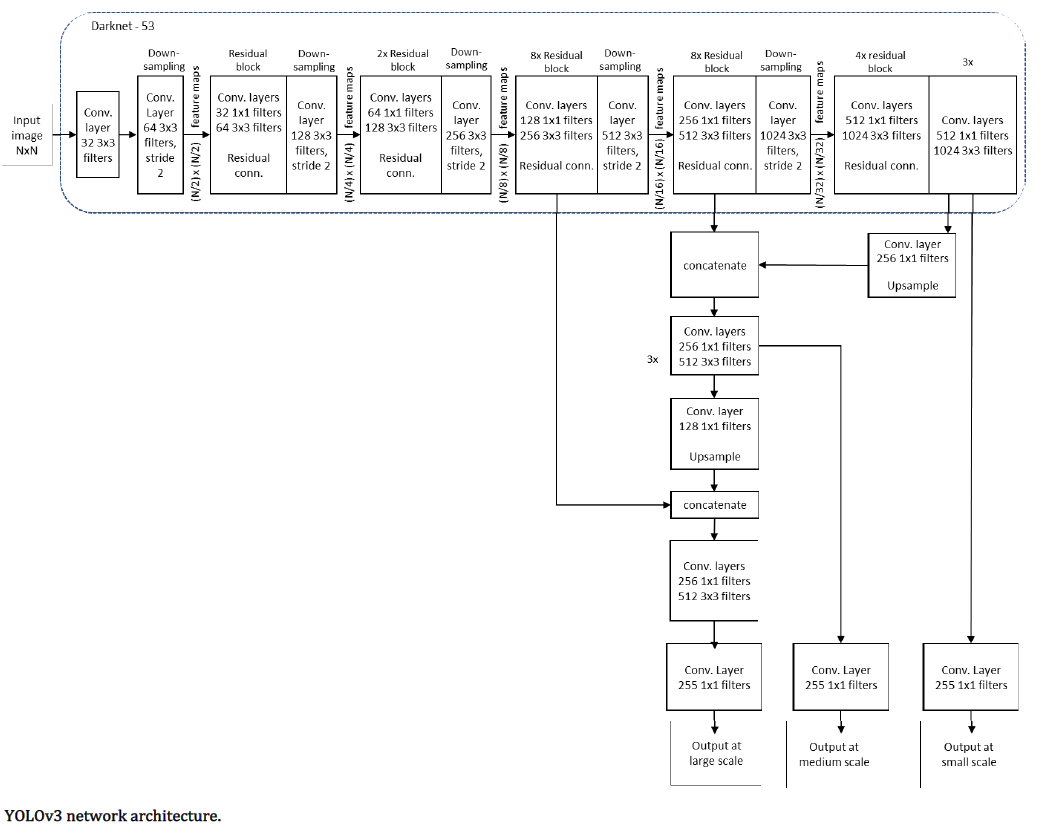 Darknet - 53
Input
image
NxN
Conv.
layer
32 3x3
filters
Down-
sampling
Conv.
Layer
64 3x3
filters,
stride
2
(N/2) x (N/2) feature maps
Residual
block
Conv. layers
32 1x1 filters
64 3x3 filters
Residual
conn.
Down-
sampling
Conv.
layer
128 3x3
filters,
stride 2
(N/4) x (N/4) feature maps
2x Residual
block
Conv. layers
64 1x1 filters
128 3x3 filters
Residual
conn.
Down-
sampling
Conv.
layer
256 3x3
filters,
stride 2
(N/8) x (N/8) feature maps
8x Residual
block
Conv. layers
128 1x1 filters
256 3x3 filters
Residual conn.
Down-
sampling
Conv.
layer
512 3x3
filters,
stride 2
(N/16) x (N/16) feature maps
8x Residual
block
Conv. layers
256 1x1 filters
512 3x3 filters
Residual conn.
Down-
sampling
Conv.
layer
1024 3x3
filters,
stride 2
(N/32) x (N/32) feature maps
4x residual
block
Conv. layers
512 1x1 filters
1024 3x3 filters
Residual conn.
3x
Conv. layers
512 1x1 filters
1024 3x3 filters
concatenate
Conv. layer
256 1x1 filters
Upsample
3x
Conv. layers
256 1x1 filters
512 3x3 filters
Conv. layer
128 1x1 filters
Upsample
concatenate
Conv. layers
256 1x1 filters
512 3x3 filters
Conv. Layer
255 1x1 filters
Conv. Layer
255 1x1 filters
Conv. Layer
255 1x1 filters
Output at
large scale
Output at
medium scale
Output at
small scale
YOLOv3 network architecture.